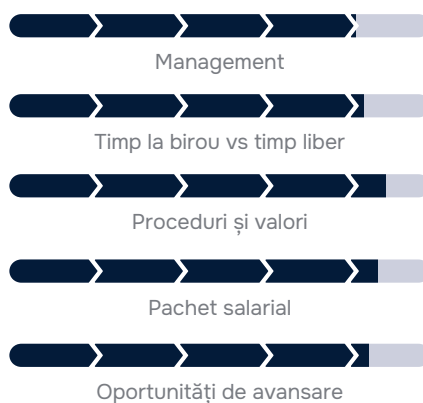 Management
Timp la birou vs timp liber
Proceduri și valori
Pachet salarial
Oportunități de avansare